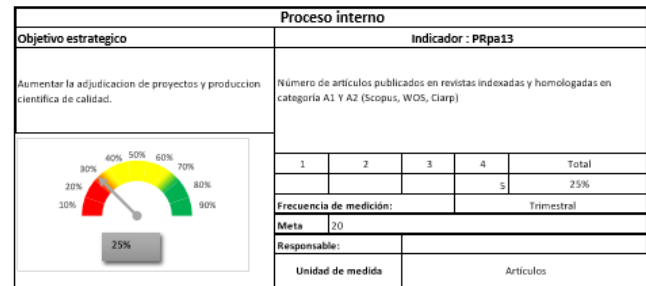 Proceso interno
Objetivo estrategico
Indicador : PRpa13
Aumentar la adjudicacion de proyectos y produccion
cientifica de calidad.
Número de artículos publicados en revistas indexadas y homologadas en
categoría A1 Y A2 (Scopus, WOS, Ciarp)
10%
20%
30%
40%
50%
60%
70%
80%
90%
25%
1 2 3 4 Total
5 25%
Frecuencia de medición: Trimestral
Meta 20
Responsable:
Unidad de medida Artículos